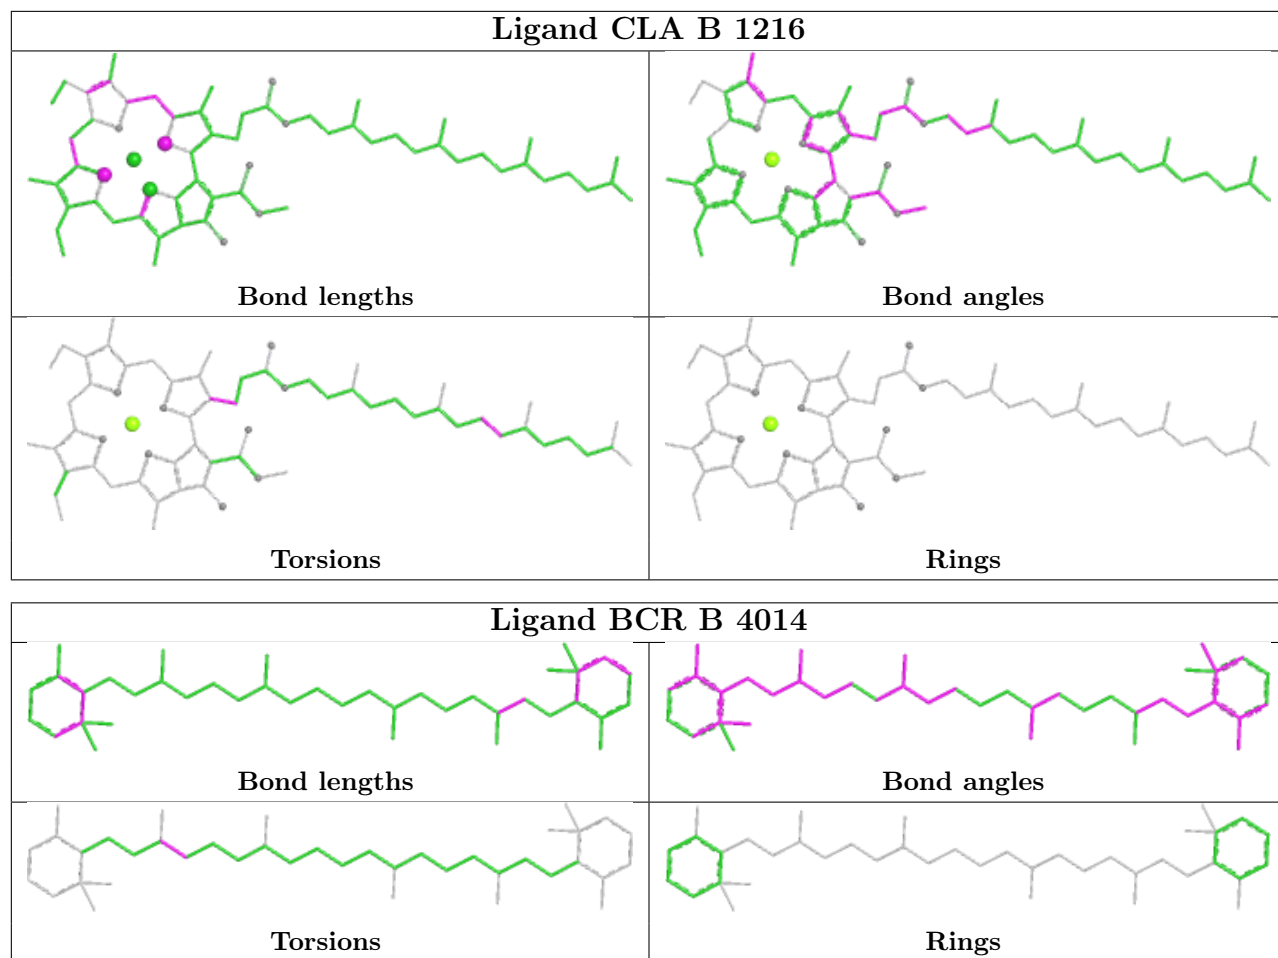 Ligand CLA B 1216
Bond lengths
Bond angles
Torsions
Rings
Ligand BCR B 4014
Bond lengths
Bond angles
Torsions
Rings